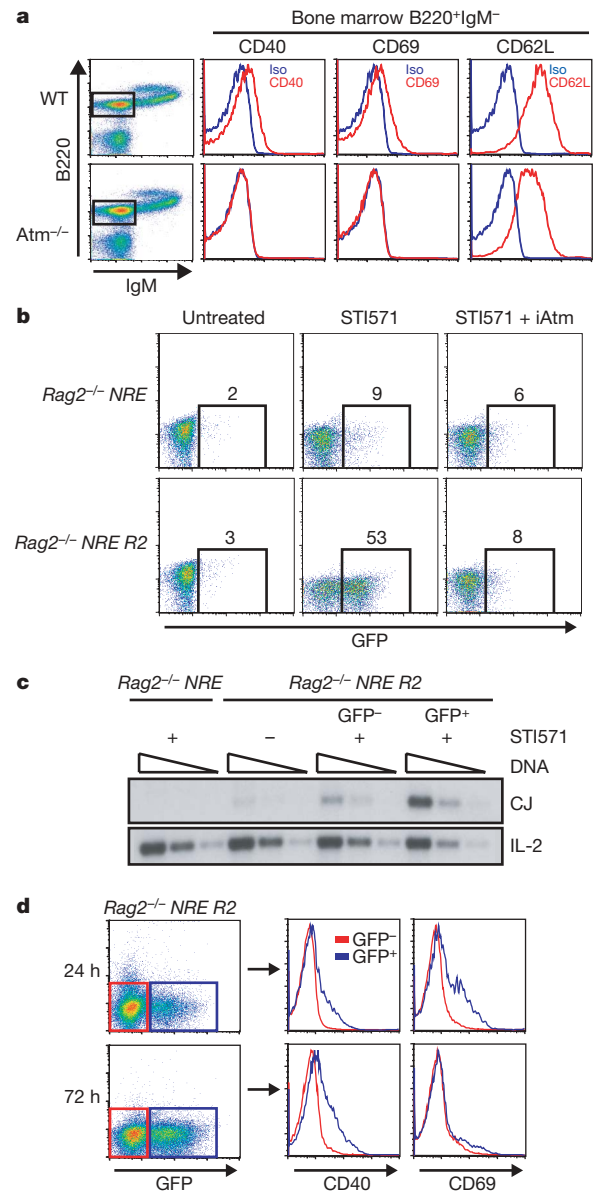 a
Bone marrow B220⁺IgM⁻
CD40 CD69 CD62L
WT
Iso
CD40
Iso
CD69
Iso
CD62L
B220
Atm⁻/⁻
IgM
b
Untreated STI571 STI571 + iAtm
Rag2⁻/⁻ NRE
2 9 6
Rag2⁻/⁻ NRE R2
3 53 8
GFP
c
Rag2⁻/⁻ NRE Rag2⁻/⁻ NRE R2
GFP⁻ GFP⁺
+ − + + STI571
DNA
CJ
IL-2
d
Rag2⁻/⁻ NRE R2
24 h
GFP⁻
GFP⁺
72 h
GFP CD40 CD69